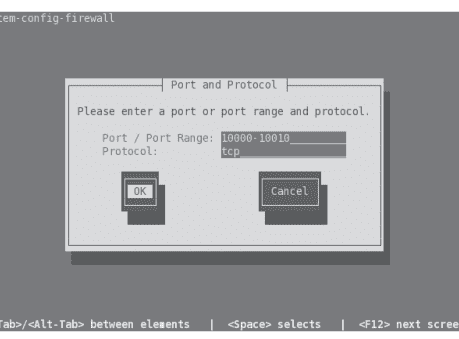 tem-config-firewall
Port and Protocol
Please enter a port or port range and protocol.
Port / Port Range: 10000-10010
Protocol: tcp
OK Cancel
Tab>/<Alt-Tab> between elements | <Space> selects | <F12> next scree